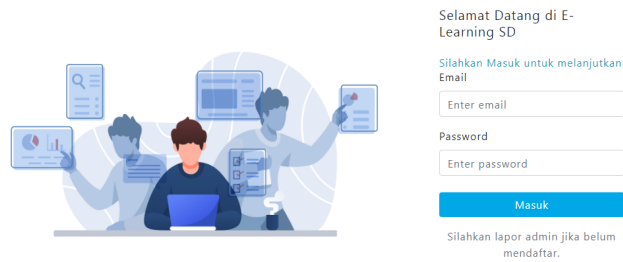 Selamat Datang di E-
Learning SD
Silahkan Masuk untuk melanjutkan
Email
Enter email
Password
Enter password
Masuk
Silahkan lapor admin jika belum
mendaftar.